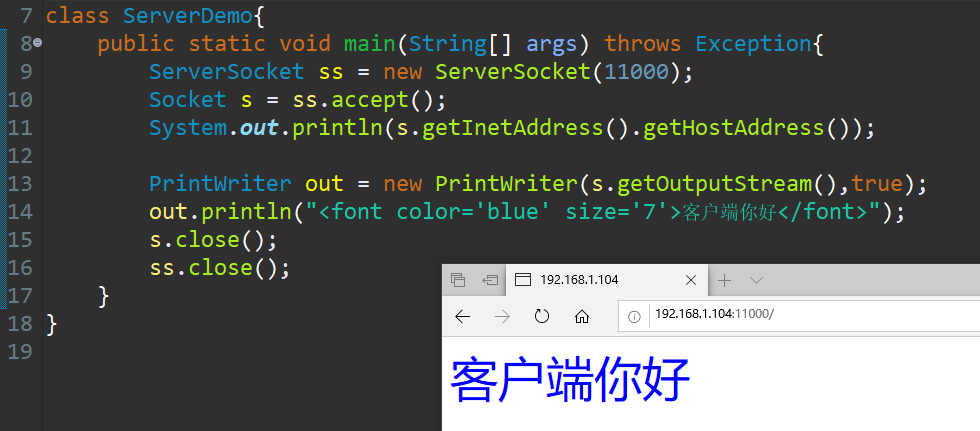 7 class ServerDemo{
8 public static void main(String[] args) throws Exception{
9 ServerSocket ss = new ServerSocket(11000);
10 Socket s = ss.accept();
11 System.out.println(s.getInetAddress().getHostAddress());
12
13 PrintWriter out = new PrintWriter(s.getOutputStream(),true);
14 out.println("<font color='blue' size='7'>客户端你好</font>");
15 s.close();
16 ss.close();
17 }
18 }
19
192.168.1.104
192.168.1.104:11000/
客户端你好